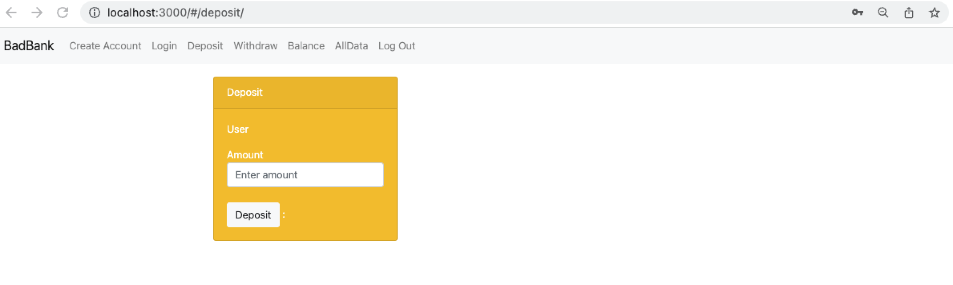 localhost:3000/#/deposit/
BadBank Create Account Login Deposit Withdraw Balance AllData Log Out
Deposit
User
Amount
Enter amount
Deposit :